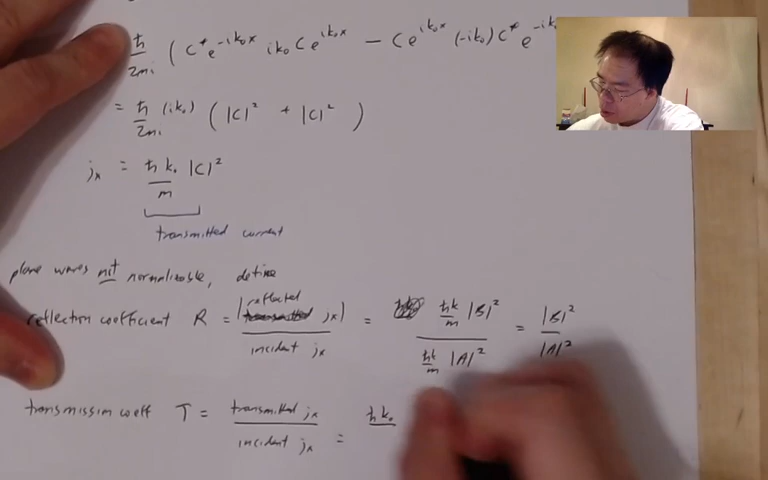 ħ/2mi ( C* e^{-ik₀x} ik₀ C e^{ik₀x} − C e^{ik₀x} (-ik₀) C* e^{-ik₀
= ħ/2mi (ik₀) ( |C|² + |C|² )
jₓ = ħk₀/m |C|²
transmitted current
plane waves not normalizable, define
reflection coefficient R = |reflected jₓ| / incident jₓ = ħk/m |B|² / ħk/m |A|² = |B|² / |A|²
transmission coeff T = transmitted jₓ / incident jₓ = ħk₀